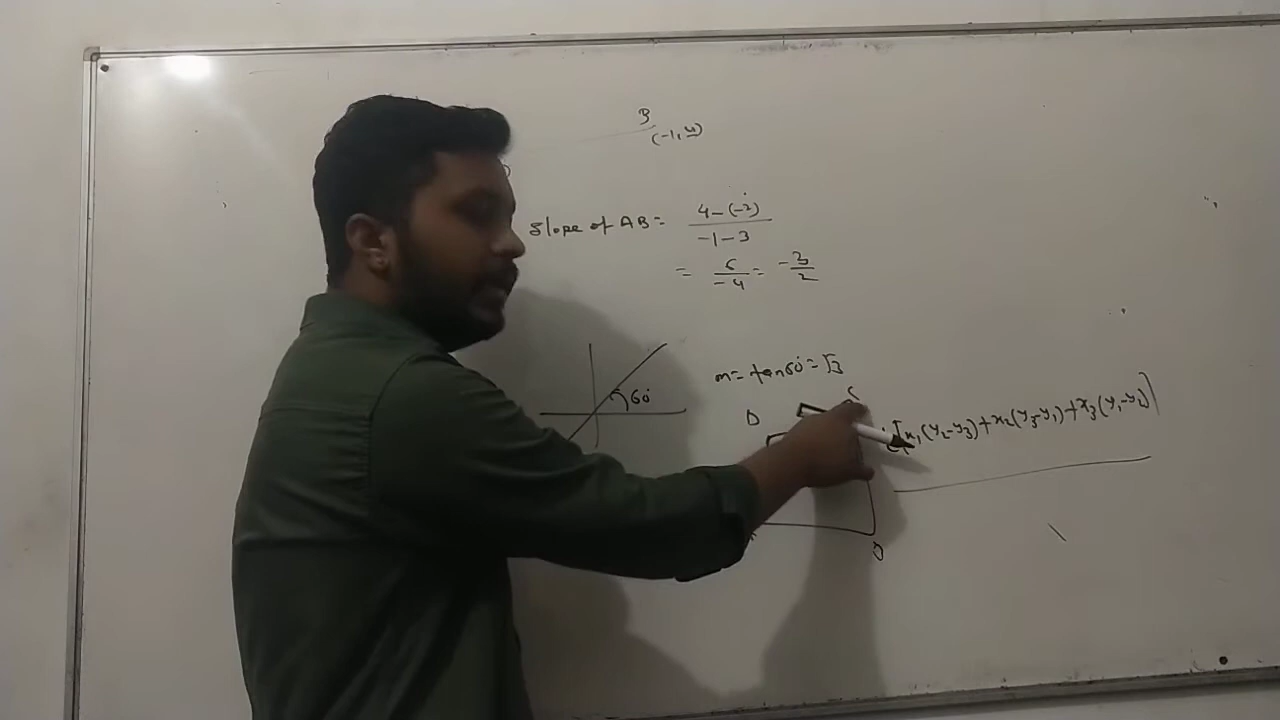 B
(-1, 4)
Slope of AB = 4-(-2) / -1-3
= 6/-4 = -3/2
60°
m = tan60° = √3
D
C
[x₁(y₂-y₃)+x₂(y₃-y₁)+x₃(y₁-y₂)]
B